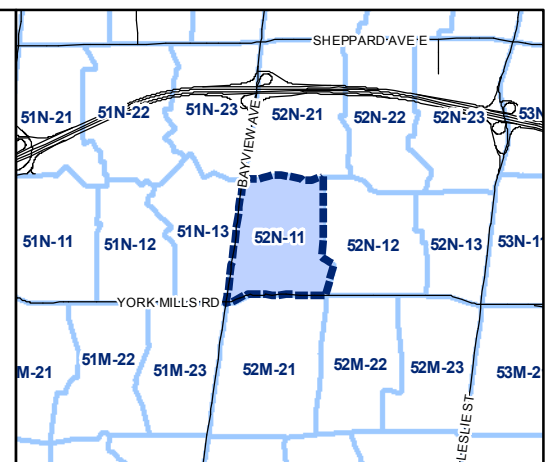 SHEPPARD AVE E
51N-21
51N-22
51N-23
52N-21
52N-22
52N-23
53N
BAYVIEW AVE
51N-11
51N-12
51N-13
52N-11
52N-12
52N-13
53N-1
YORK MILLS RD
M-21
51M-22
51M-23
52M-21
52M-22
52M-23
53M-2
LESLIE ST